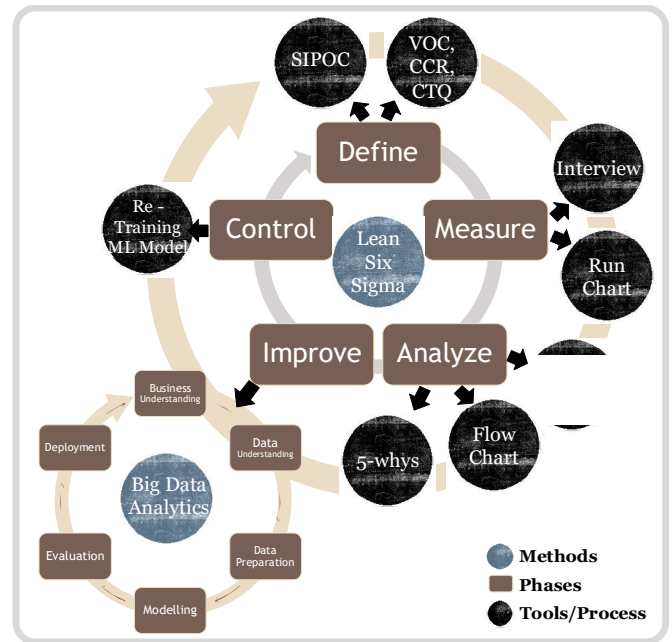 SIPOC
VOC,
CCR,
CTQ
Define
Interview
Re -
Training
ML Model
Control
Measure
Lean
Six
Sigma
Run
Chart
Improve
Analyze
Business
Understanding
Deployment
Data
Understanding
5-whys
Flow
Chart
Big Data
Analytics
Evaluation
Data
Preparation
Modelling
Methods
Phases
Tools/Process